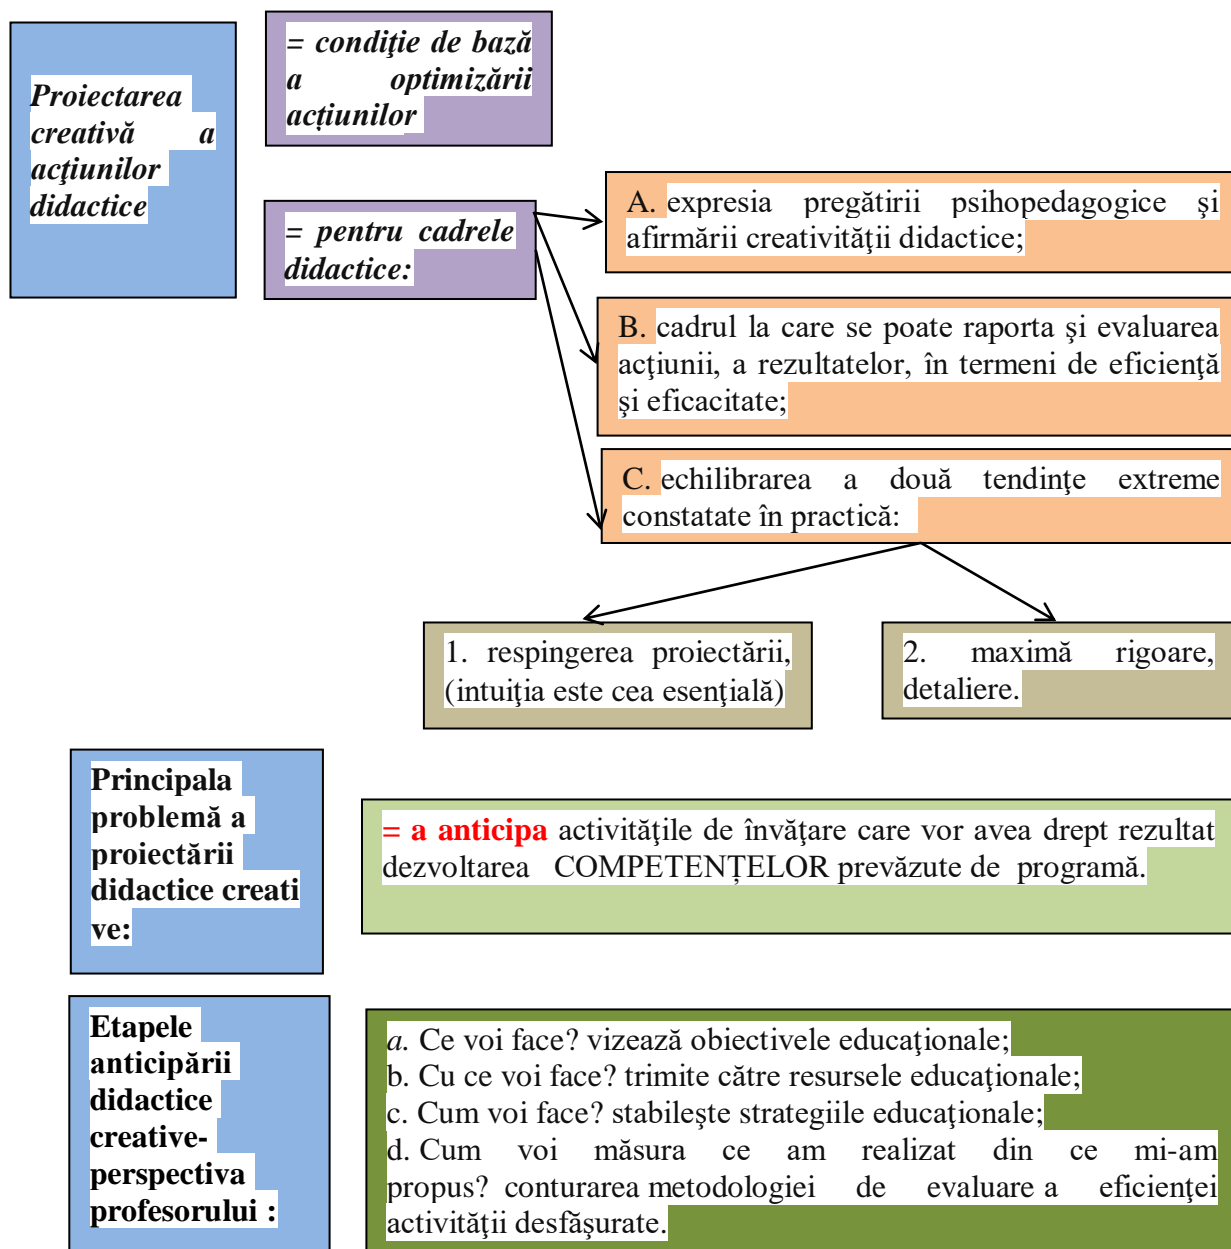 Proiectarea
creativă a
acţiunilor
didactice
= condiţie de bază
a optimizării
acțiunilor
= pentru cadrele
didactice:
A. expresia pregătirii psihopedagogice şi
afirmării creativităţii didactice;
B. cadrul la care se poate raporta şi evaluarea
acţiunii, a rezultatelor, în termeni de eficienţă
şi eficacitate;
C. echilibrarea a două tendinţe extreme
constatate în practică:
1. respingerea proiectării,
(intuiţia este cea esenţială)
2. maximă rigoare,
detaliere.
Principala
problemă a
proiectării
didactice creati
ve:
= a anticipa activităţile de învăţare care vor avea drept rezultat
dezvoltarea COMPETENȚELOR prevăzute de programă.
Etapele
anticipării
didactice
creative-
perspectiva
profesorului :
a. Ce voi face? vizează obiectivele educaţionale;
b. Cu ce voi face? trimite către resursele educaţionale;
c. Cum voi face? stabileşte strategiile educaţionale;
d. Cum voi măsura ce am realizat din ce mi-am
propus? conturarea metodologiei de evaluare a eficienţei
activităţii desfăşurate.